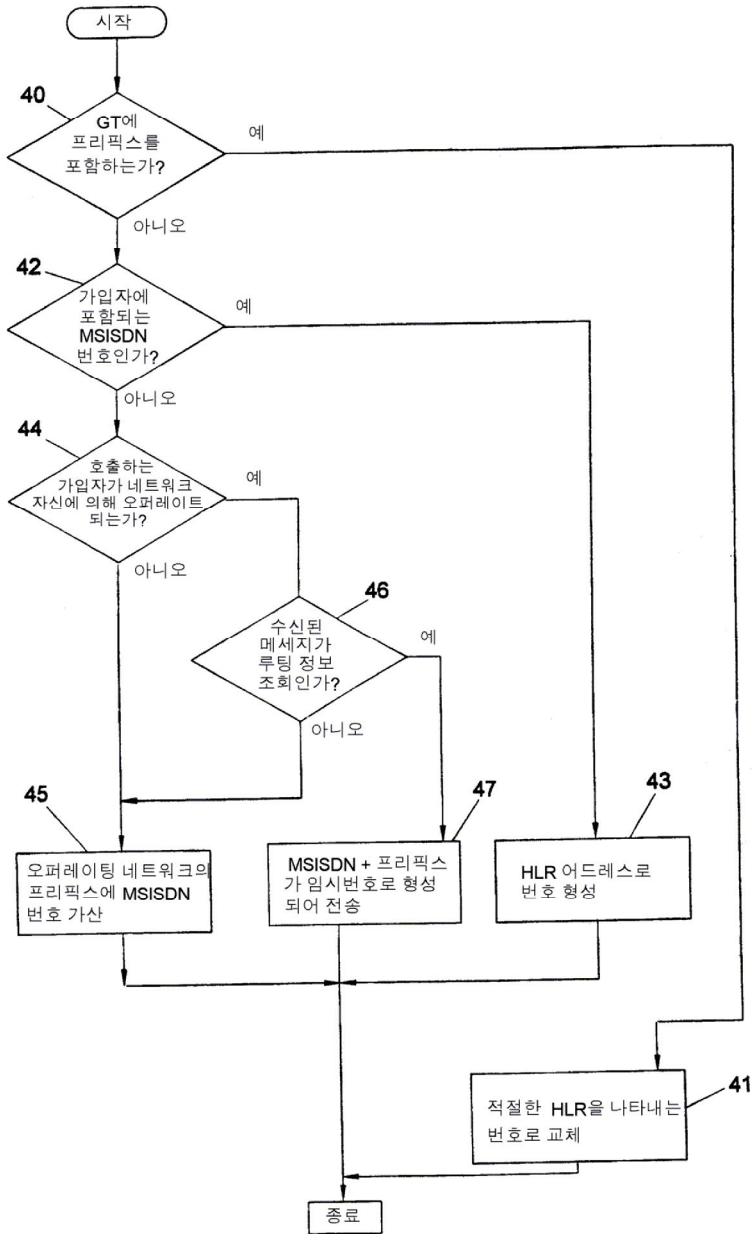 시작
40
GT에
프리픽스를
포함하는가?
예
아니오
42
가입자에
포함되는
MSISDN
번호인가?
예
아니오
44
호출하는
가입자가 네트워크
자신에 의해 오퍼레이트
되는가?
예
아니오
46
수신된
메세지가
루팅 정보
조회인가?
예
아니오
45
오퍼레이팅 네트워크의
프리픽스에 MSISDN
번호 가산
47
MSISDN + 프리픽스
가 임시번호로 형성
되어 전송
43
HLR 어드레스로
번호 형성
41
적절한 HLR을 나타내는
번호로 교체
종료